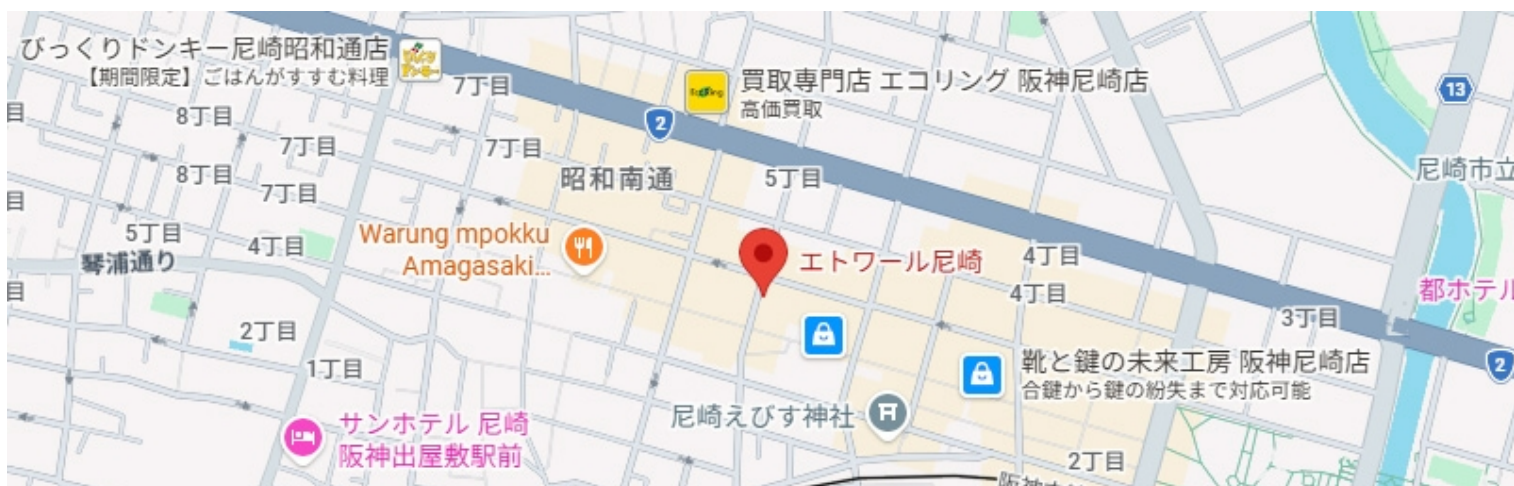 びっくりドンキー尼崎昭和通店
【期間限定】ごはんがすすむ料理
7丁目
買取専門店 エコリング 阪神尼崎店
高価買取
13
目
8丁目
2
7丁目
7丁目
昭和南通
5丁目
尼崎市立
8丁目
7丁目
目
5丁目
4丁目
琴浦通り
Warung mpokku
Amagasaki...
エトワール尼崎
4丁目
4丁目
都ホテル
目
3丁目
2丁目
1丁目
靴と鍵の未来工房 阪神尼崎店
合鍵から鍵の紛失まで対応可能
2
サンホテル 尼崎
阪神出屋敷駅前
尼崎えびす神社
2丁目